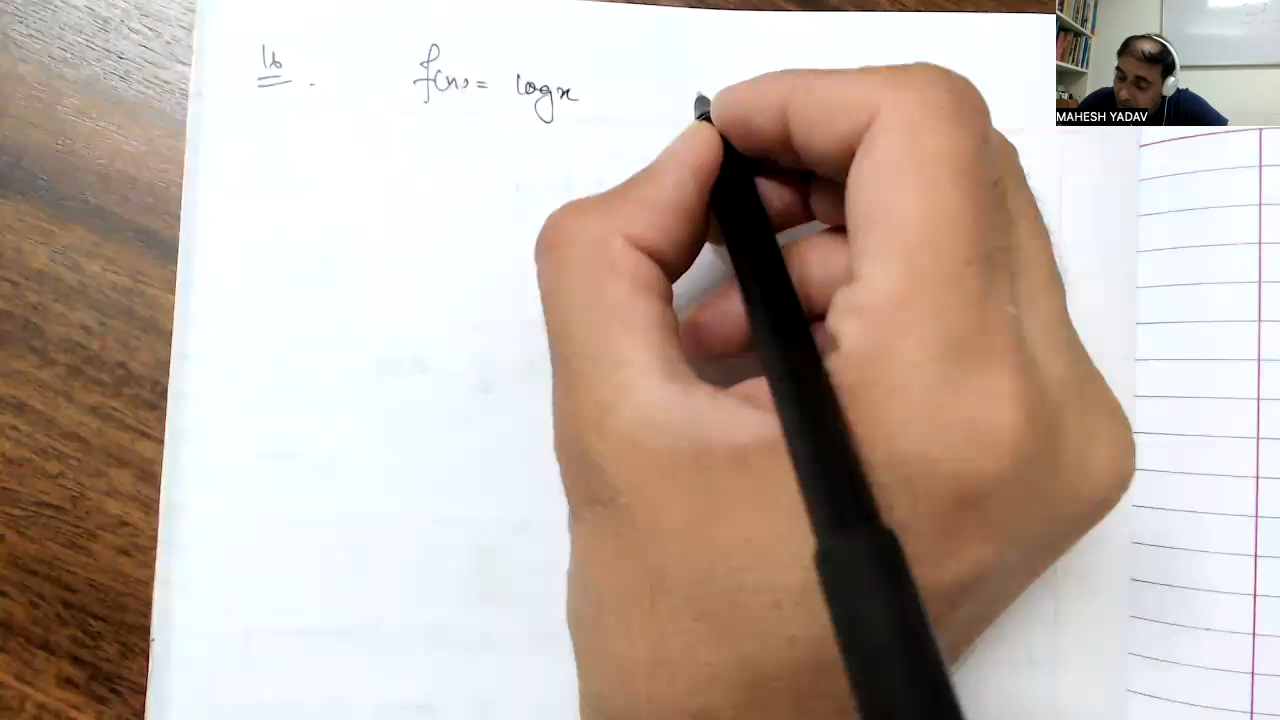 16. f(x) = log x
MAHESH YADAV